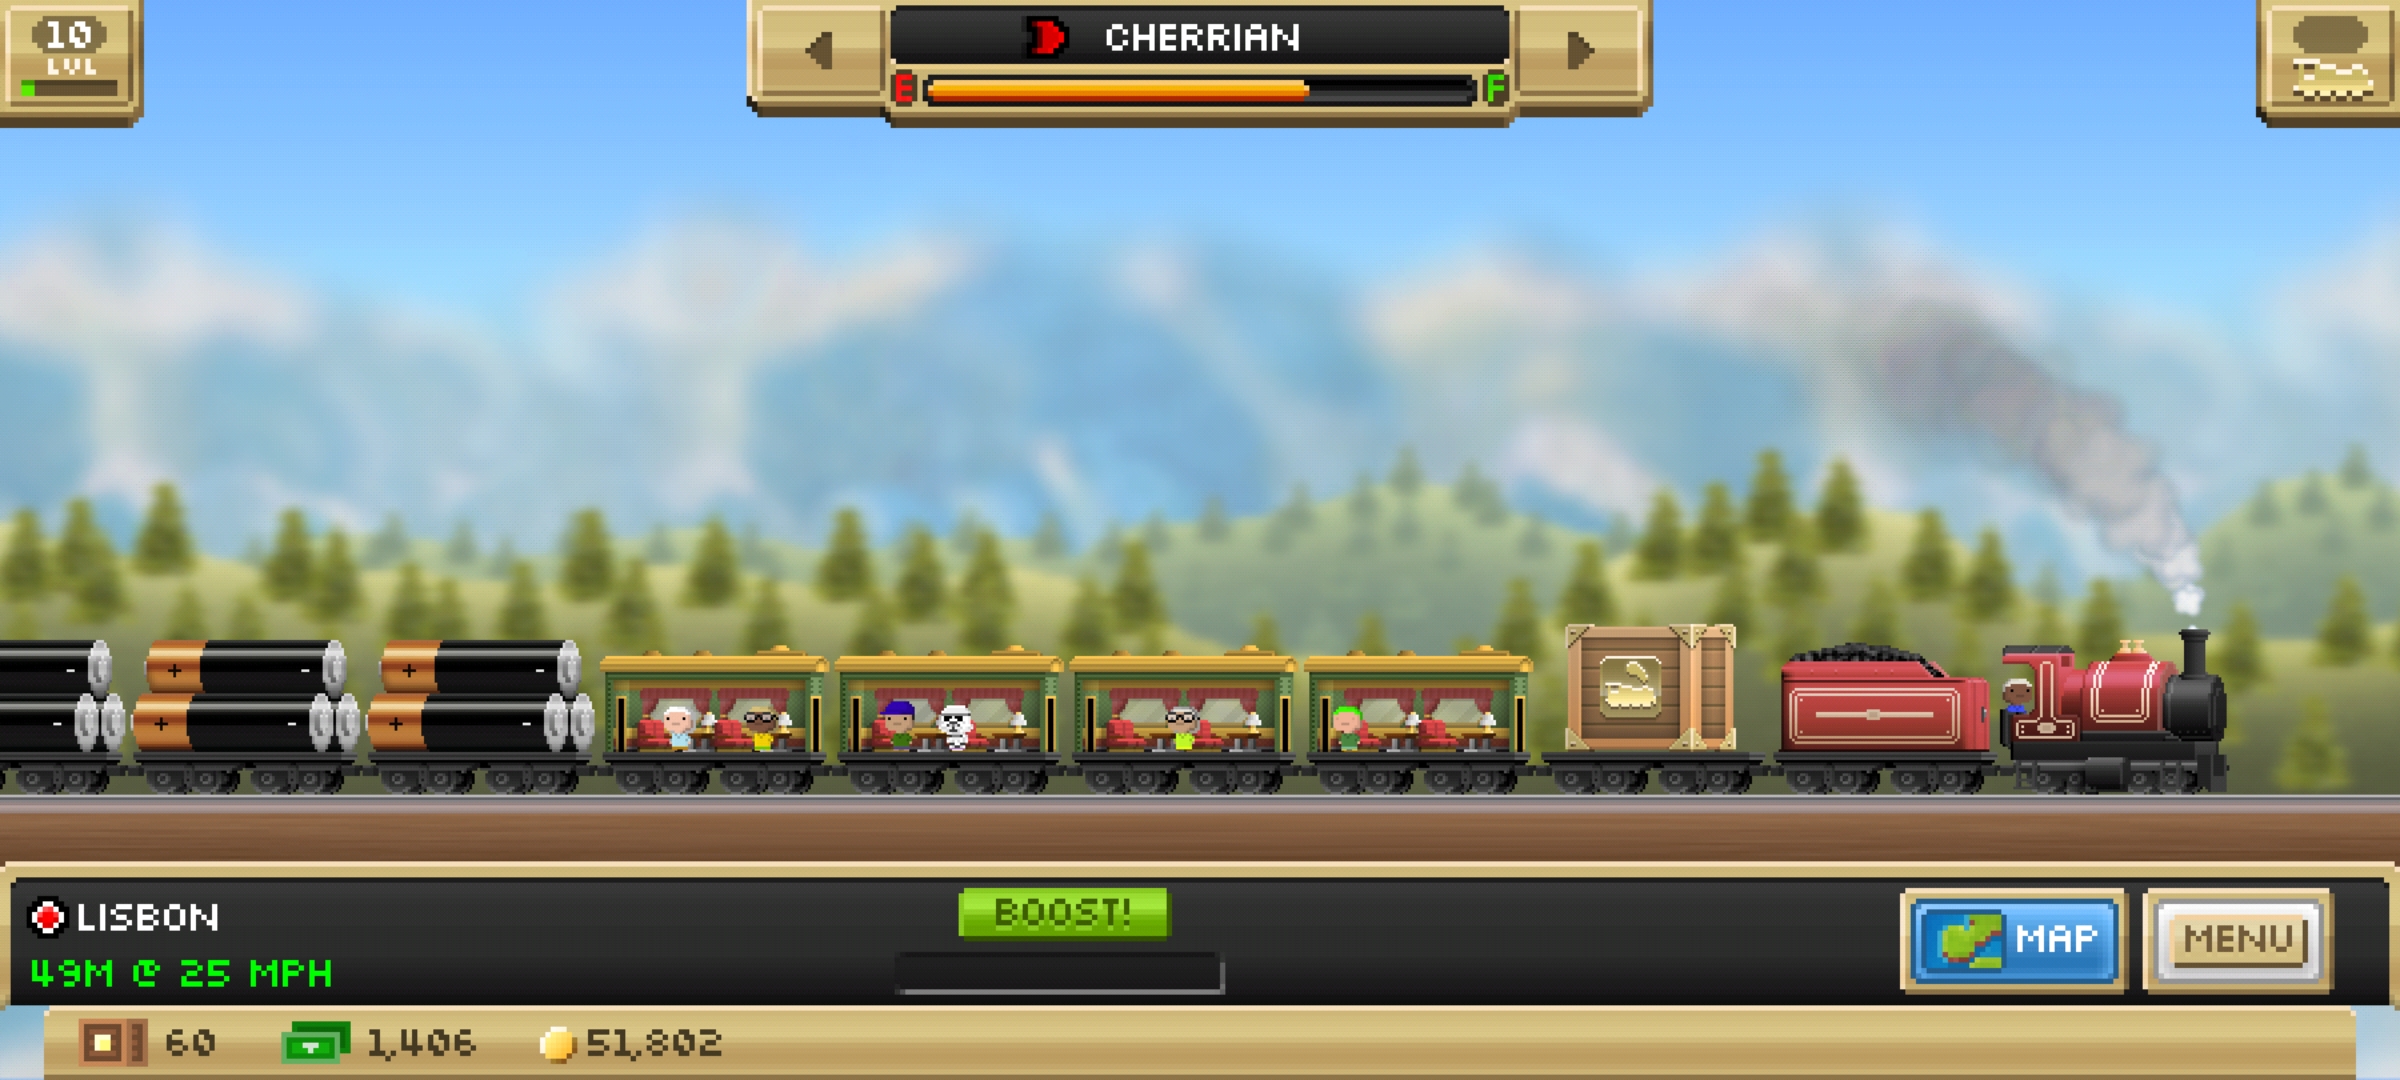 10
LVL
CHERRIAN
E F
+ - + -
- + - + -
LISBON
BOOST!
49M @ 25 MPH
MAP
MENU
60 1,406 51,802